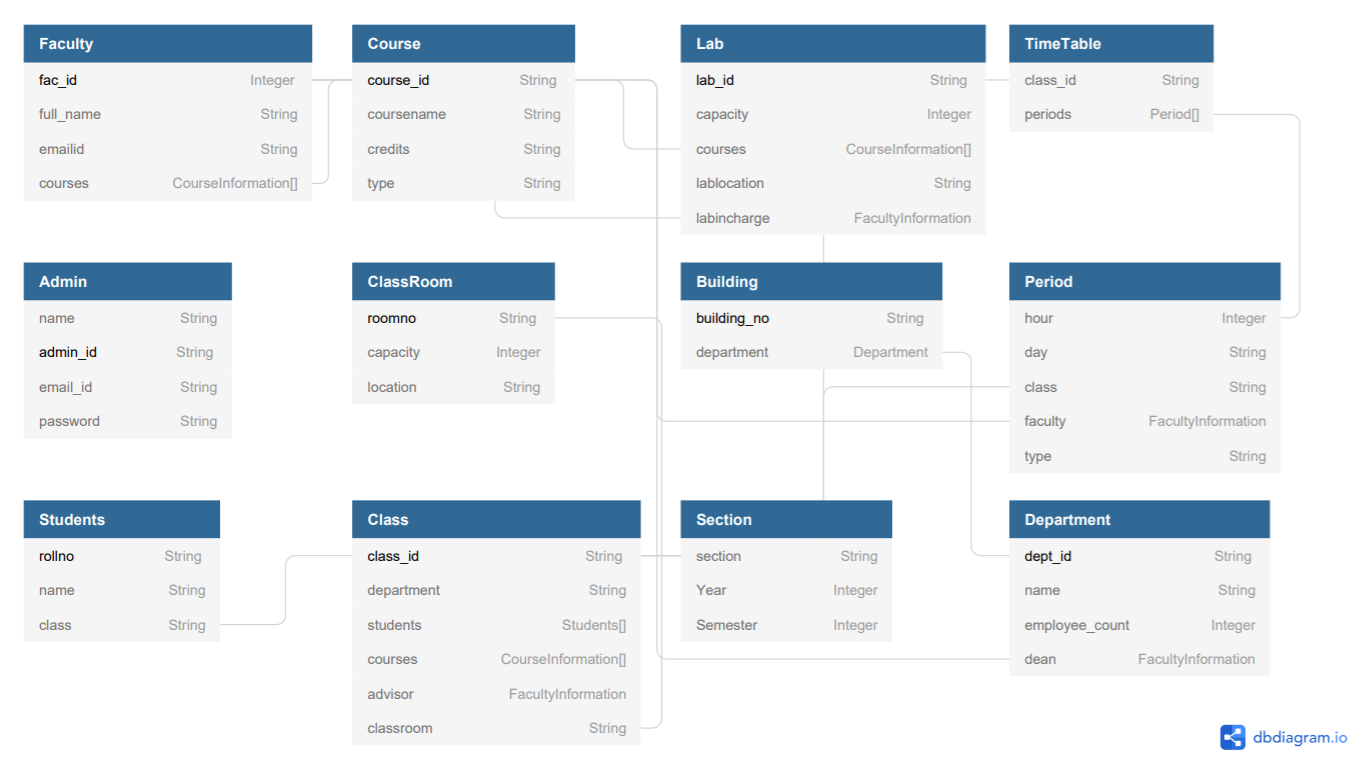 Faculty
fac_id Integer
full_name String
emailid String
courses CourseInformation[]
Course
course_id String
coursename String
credits String
type String
Lab
lab_id String
capacity Integer
courses CourseInformation[]
lablocation String
labincharge FacultyInformation
TimeTable
class_id String
periods Period[]
Admin
name String
admin_id String
email_id String
password String
ClassRoom
roomno String
capacity Integer
location String
Building
building_no String
department Department
Period
hour Integer
day String
class String
faculty FacultyInformation
type String
Students
rollno String
name String
class String
Class
class_id String
department String
students Students[]
courses CourseInformation[]
advisor FacultyInformation
classroom String
Section
section String
Year Integer
Semester Integer
Department
dept_id String
name String
employee_count Integer
dean FacultyInformation
dbdiagram.io